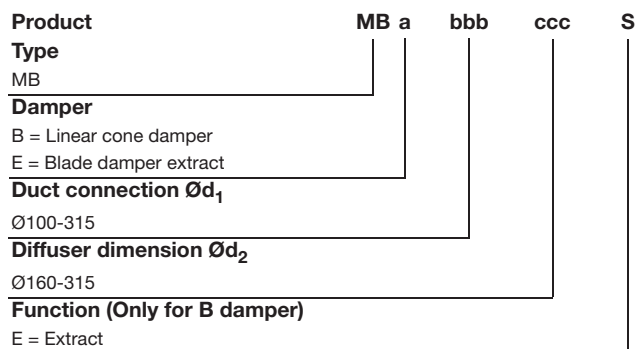 Product MB a bbb ccc S
Type
MB
Damper
B = Linear cone damper
E = Blade damper extract
Duct connection Ød1
Ø100-315
Diffuser dimension Ød2
Ø160-315
Function (Only for B damper)
E = Extract